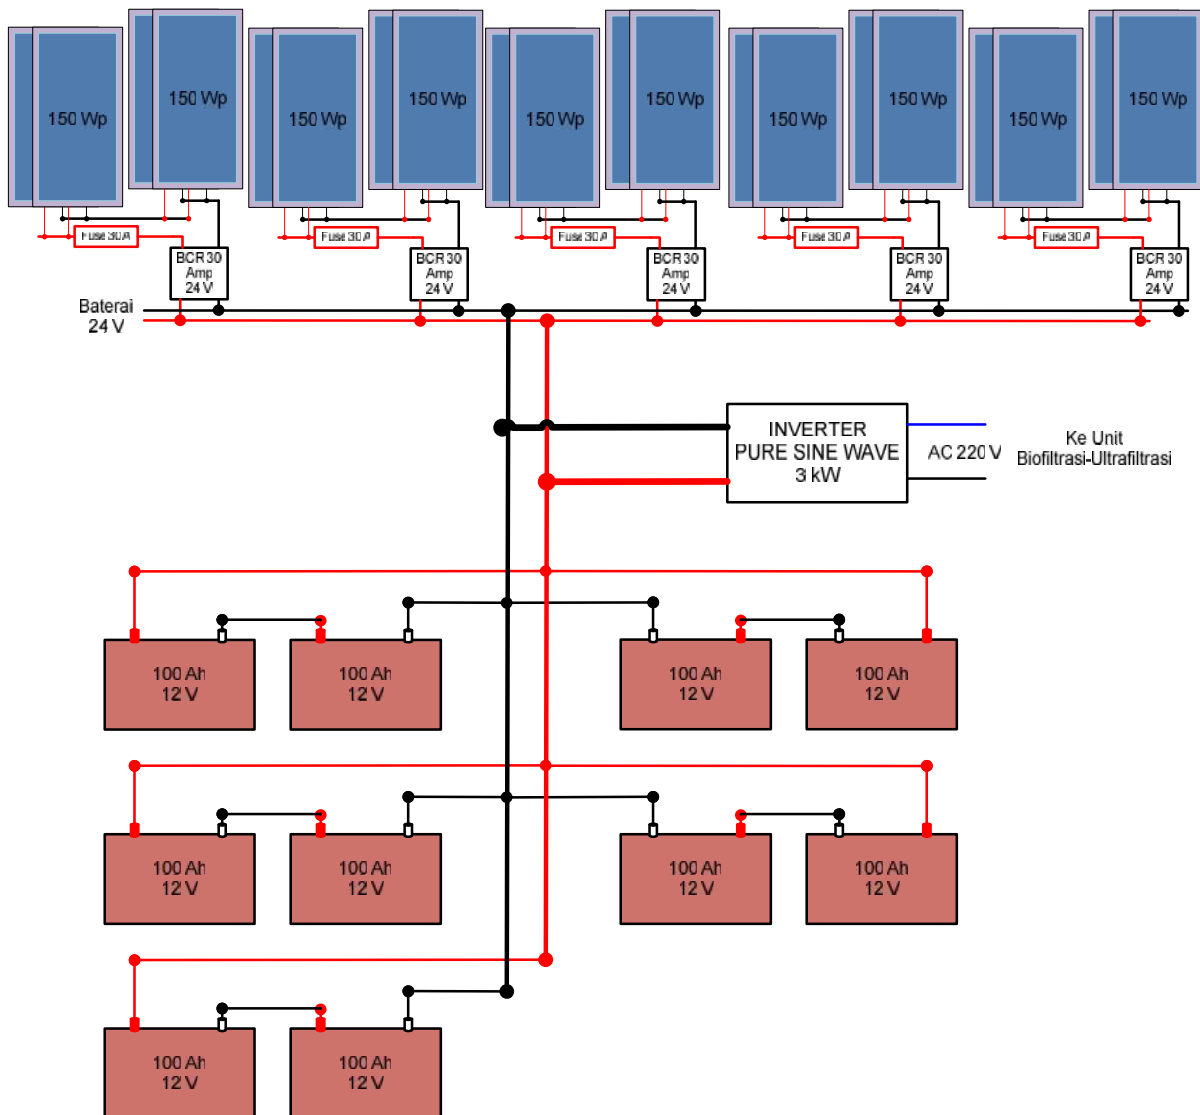 150 Wp
150 Wp
150 Wp
150 Wp
150 Wp
150 Wp
150 Wp
150 Wp
150 Wp
150 Wp
Fuse 30 A
Fuse 30 A
Fuse 30 A
Fuse 30 A
Fuse 30 A
BCR 30
Amp
24 V
BCR 30
Amp
24 V
BCR 30
Amp
24 V
BCR 30
Amp
24 V
BCR 30
Amp
24 V
Baterai
24 V
INVERTER
PURE SINE WAVE
3 kW
AC 220 V
Ke Unit
Biofiltrasi-Ultrafiltrasi
100 Ah
12 V
100 Ah
12 V
100 Ah
12 V
100 Ah
12 V
100 Ah
12 V
100 Ah
12 V
100 Ah
12 V
100 Ah
12 V
100 Ah
12 V
100 Ah
12 V